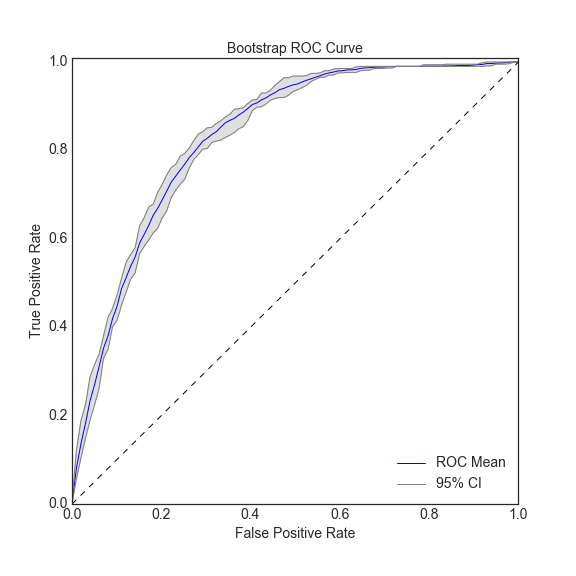 Bootstrap ROC Curve
1.0
0.8
0.6
0.4
0.2
0.0
True Positive Rate
ROC Mean
95% CI
0.0 0.2 0.4 0.6 0.8 1.0
False Positive Rate